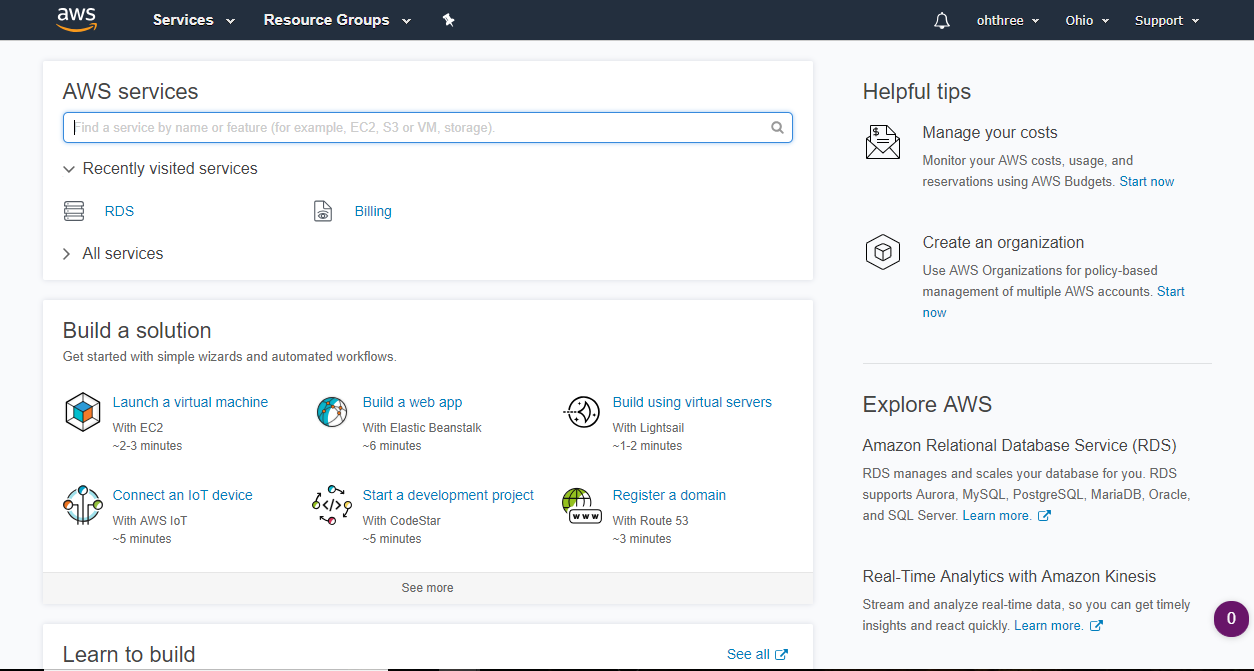 aws Services Resource Groups ohthree Ohio Support
AWS services
Find a service by name or feature (for example, EC2, S3 or VM, storage).
Recently visited services
RDS Billing
All services
Build a solution
Get started with simple wizards and automated workflows.
Launch a virtual machine
With EC2
~2-3 minutes
Build a web app
With Elastic Beanstalk
~6 minutes
Build using virtual servers
With Lightsail
~1-2 minutes
Connect an IoT device
With AWS IoT
~5 minutes
Start a development project
With CodeStar
~5 minutes
www
Register a domain
With Route 53
~3 minutes
See more
Learn to build
See all
Helpful tips
$
Manage your costs
Monitor your AWS costs, usage, and
reservations using AWS Budgets. Start now
Create an organization
Use AWS Organizations for policy-based
management of multiple AWS accounts. Start
now
Explore AWS
Amazon Relational Database Service (RDS)
RDS manages and scales your database for you. RDS
supports Aurora, MySQL, PostgreSQL, MariaDB, Oracle,
and SQL Server. Learn more.
Real-Time Analytics with Amazon Kinesis
Stream and analyze real-time data, so you can get timely
insights and react quickly. Learn more.
0